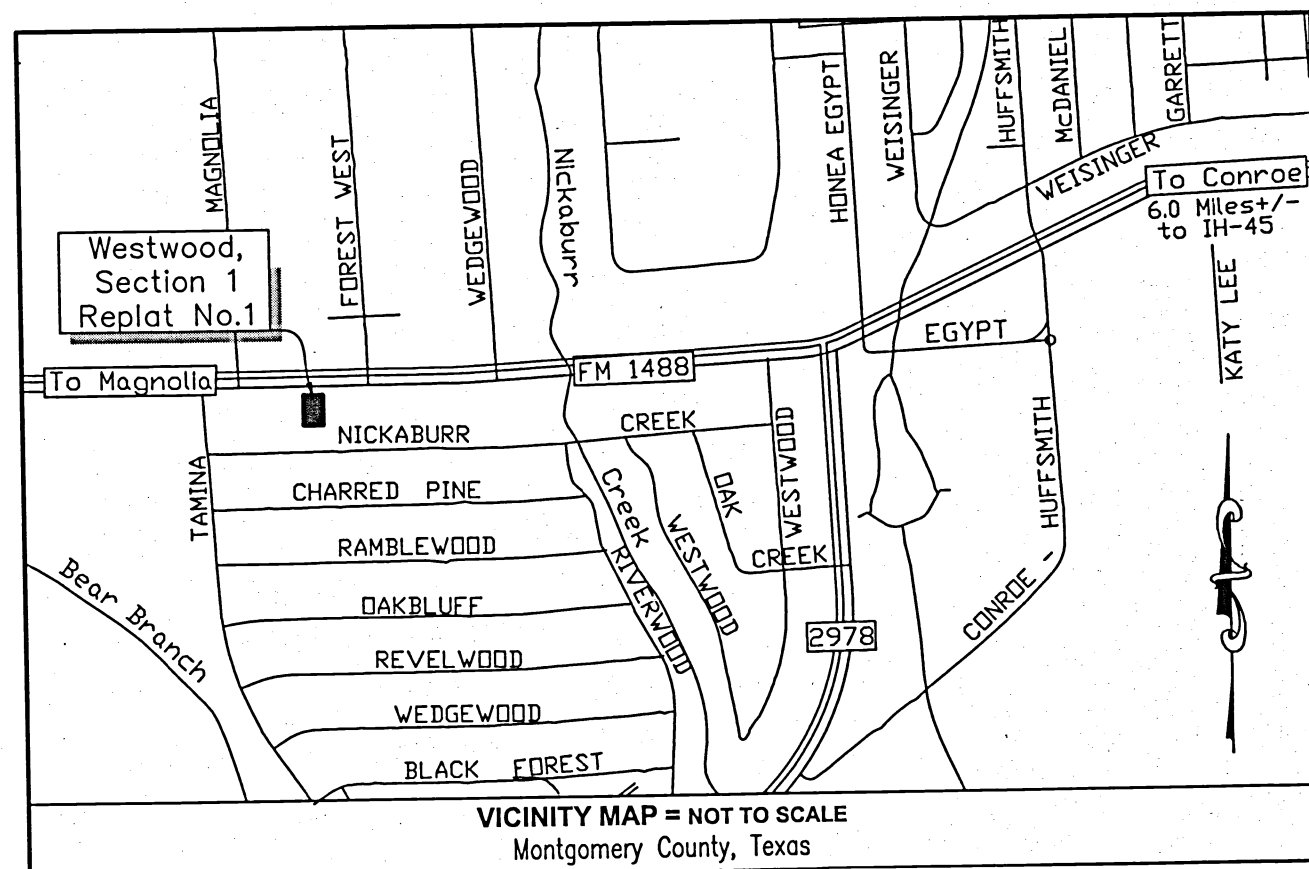 MAGNOLIA
FOREST WEST
WEDGEWOOD
Nickaburr
HONEA EGYPT
WEISINGER
HUFFSMITH
McDANIEL
GARRETT
WEISINGER
To Conroe
6.0 Miles+/-
to IH-45
KATY LEE
Westwood,
Section 1
Replat No.1
To Magnolia
FM 1488
EGYPT
NICKABURR
CREEK
WESTWOOD
HUFFSMITH
TAMINA
CHARRED PINE
Creek
OAK
CREEK
WESTWOOD
RAMBLEWOOD
RIVERWOOD
Bear Branch
OAKBLUFF
REVELWOOD
2978
CONROE -
WEDGEWOOD
BLACK FOREST
VICINITY MAP = NOT TO SCALE
Montgomery County, Texas